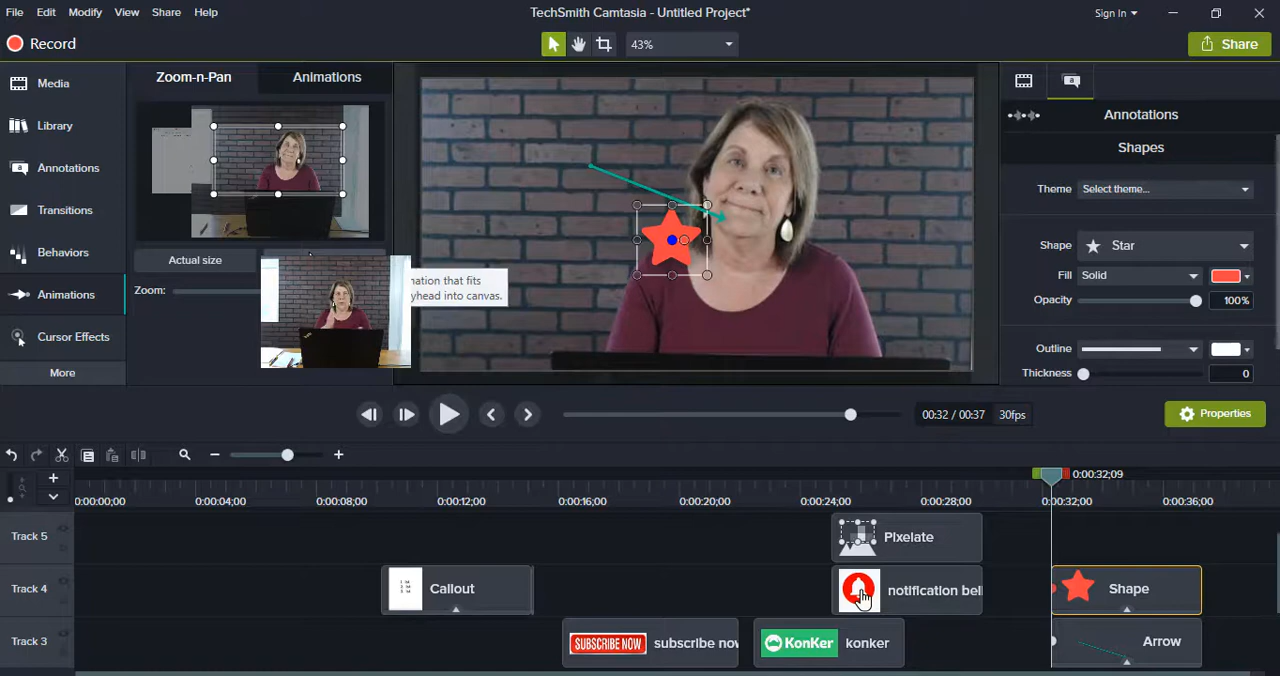 File Edit Modify View Share Help
TechSmith Camtasia - Untitled Project*
Sign In
Record
43%
Share
Media
Library
Annotations
Transitions
Behaviors
Animations
Cursor Effects
More
Zoom-n-Pan Animations
Actual size
Zoom:
nation that fits
yhead into canvas.
Annotations
Shapes
Theme Select theme...
Shape Star
Fill Solid
Opacity 100%
Outline
Thickness 0
00:32 / 00:37 30fps
Properties
0:00:32;09
0:00:00;00 0:00:04;00 0:00:08;00 0:00:12;00 0:00:16;00 0:00:20;00 0:00:24;00 0:00:28;00 0:00:32;00 0:00:36;00
Track 5 Pixelate
Track 4 Callout notification bell Shape
Track 3 SUBSCRIBE NOW subscribe now KonKer konker Arrow